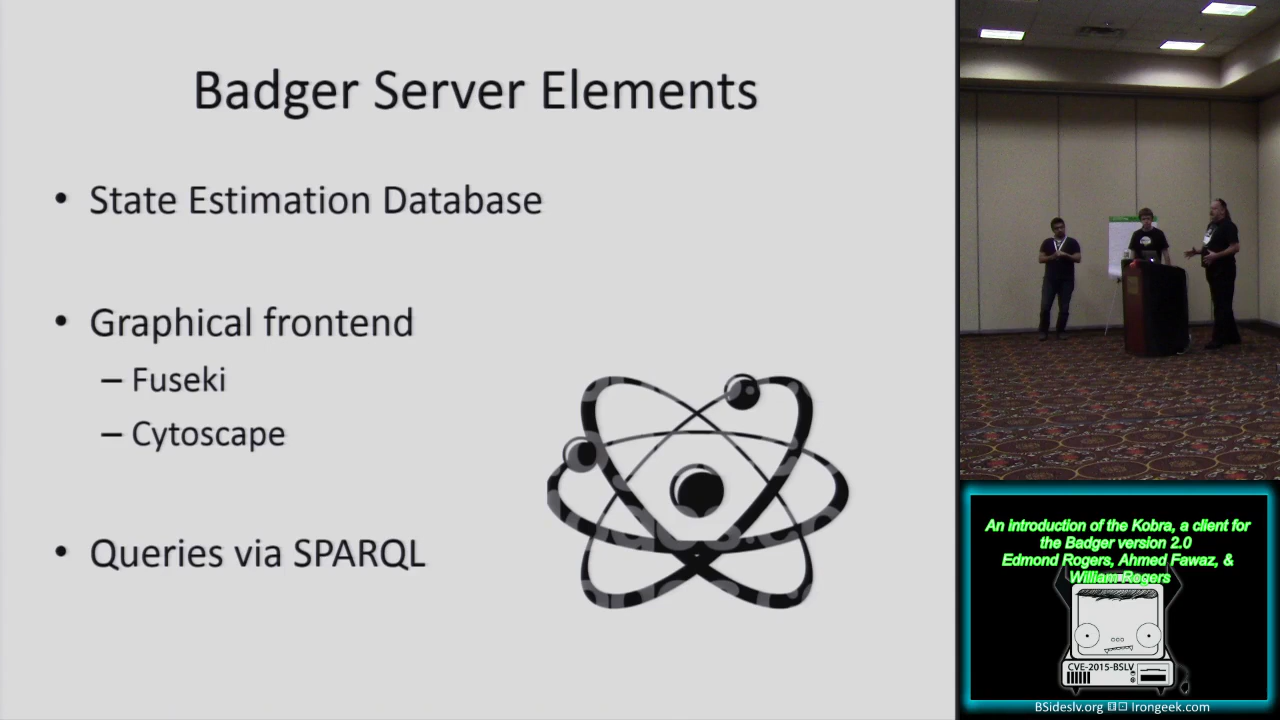 Badger Server Elements
• State Estimation Database
• Graphical frontend
– Fuseki
– Cytoscape
• Queries via SPARQL
An introduction of the Kobra, a client for
the Badger version 2.0
Edmond Rogers, Ahmed Fawaz, &
William Rogers
CVE-2015-BSLV
BSideslv.org Irongeek.com